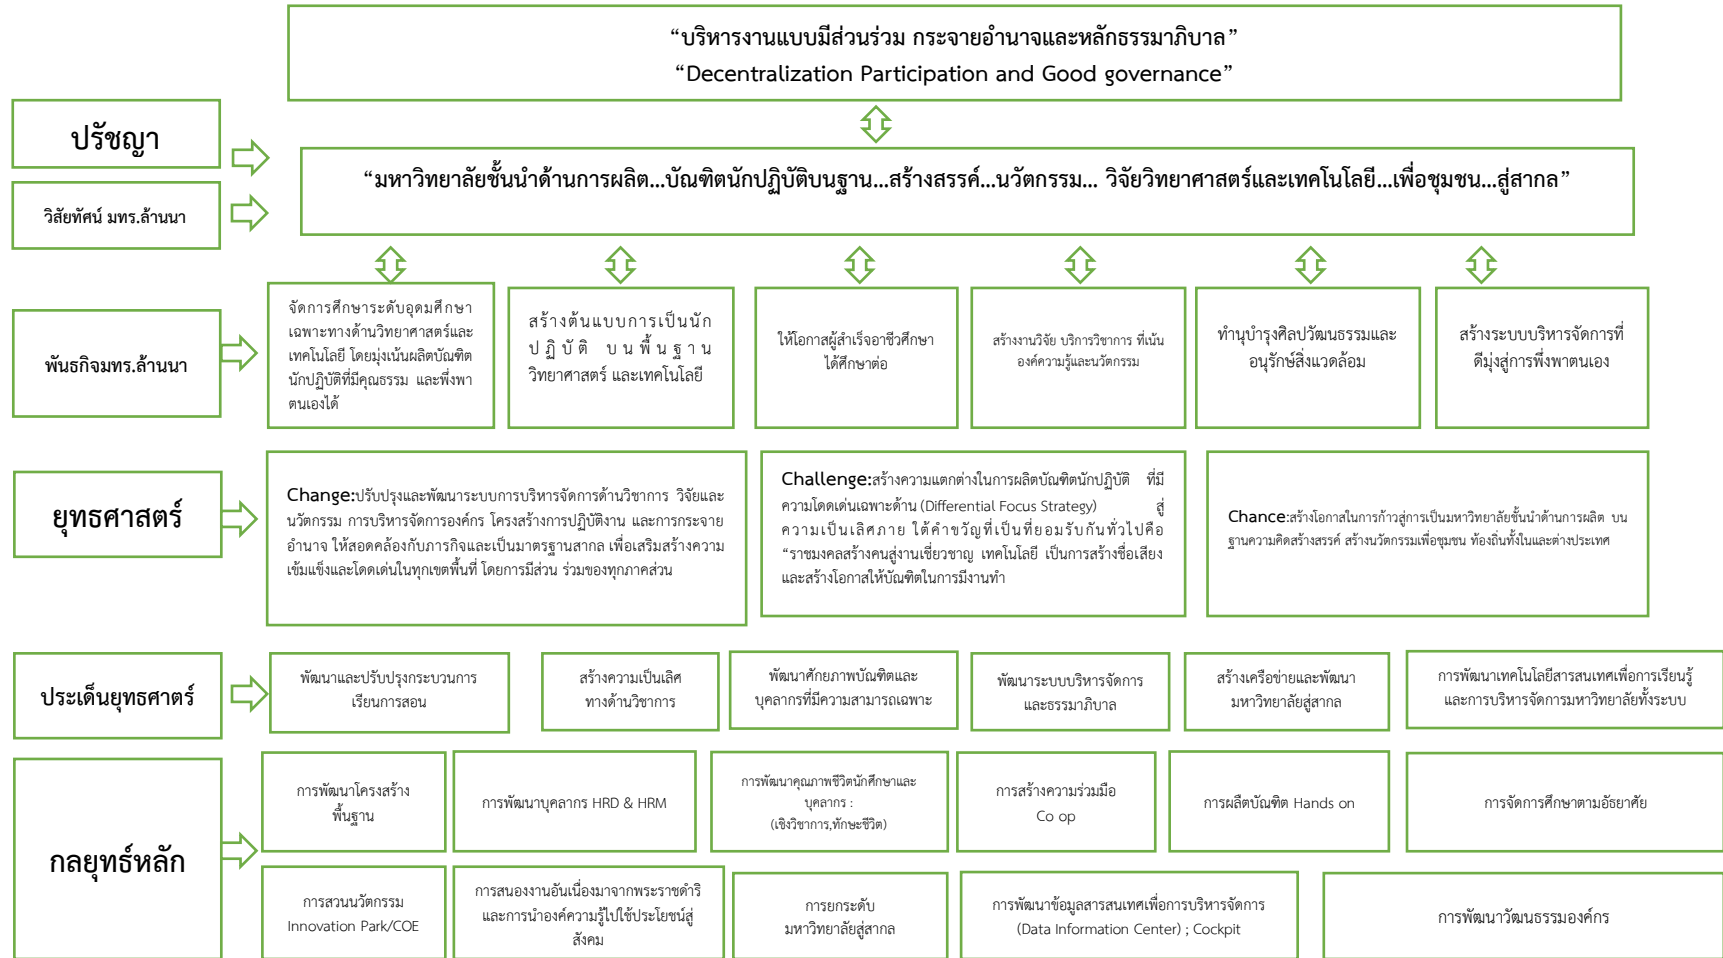 “บริหารงานแบบมีส่วนร่วม กระจายอำนาจและหลักธรรมาภิบาล”
“Decentralization Participation and Good governance”
ปรัชญา
“มหาวิทยาลัยชั้นนำด้านการผลิต...บัณฑิตนักปฏิบัติบนฐาน...สร้างสรรค์...นวัตกรรม... วิจัยวิทยาศาสตร์และเทคโนโลยี...เพื่อชุมชน...สู่สากล”
วิสัยทัศน์ มทร.ล้านนา
พันธกิจมทร.ล้านนา
จัดการศึกษาระดับอุดมศึกษา
เฉพาะทางด้านวิทยาศาสตร์และ
เทคโนโลยี โดยมุ่งเน้นผลิตบัณฑิต
นักปฏิบัติที่มีคุณธรรม และพึ่งพา
ตนเองได้
สร้างต้นแบบการเป็นนัก
ปฏิบัติ บนพื้นฐาน
วิทยาศาสตร์ และเทคโนโลยี
ให้โอกาสผู้สำเร็จอาชีวศึกษา
ได้ศึกษาต่อ
สร้างงานวิจัย บริการวิชาการ ที่เน้น
องค์ความรู้และนวัตกรรม
ทำนุบำรุงศิลปวัฒนธรรมและ
อนุรักษ์สิ่งแวดล้อม
สร้างระบบบริหารจัดการที่
ดีมุ่งสู่การพึ่งพาตนเอง
ยุทธศาสตร์
Change:ปรับปรุงและพัฒนาระบบการบริหารจัดการด้านวิชาการ วิจัยและ
นวัตกรรม การบริหารจัดการองค์กร โครงสร้างการปฏิบัติงาน และการกระจาย
อำนาจ ให้สอดคล้องกับภารกิจและเป็นมาตรฐานสากล เพื่อเสริมสร้างความ
เข้มแข็งและโดดเด่นในทุกเขตพื้นที่ โดยการมีส่วน ร่วมของทุกภาคส่วน
Challenge:สร้างความแตกต่างในการผลิตบัณฑิตนักปฏิบัติ ที่มี
ความโดดเด่นเฉพาะด้าน (Differential Focus Strategy) สู่
ความเป็นเลิศภาย ใต้คำขวัญที่เป็นที่ยอมรับกันทั่วไปคือ
“ราชมงคลสร้างคนสู่งานเชี่ยวชาญ เทคโนโลยี เป็นการสร้างชื่อเสียง
และสร้างโอกาสให้บัณฑิตในการมีงานทำ
Chance:สร้างโอกาสในการก้าวสู่การเป็นมหาวิทยาลัยชั้นนำด้านการผลิต บน
ฐานความคิดสร้างสรรค์ สร้างนวัตกรรมเพื่อชุมชน ท้องถิ่นทั้งในและต่างประเทศ
ประเด็นยุทธศาตร์
พัฒนาและปรับปรุงกระบวนการ
เรียนการสอน
สร้างความเป็นเลิศ
ทางด้านวิชาการ
พัฒนาศักยภาพบัณฑิตและ
บุคลากรที่มีความสามารถเฉพาะ
พัฒนาระบบบริหารจัดการ
และธรรมาภิบาล
สร้างเครือข่ายและพัฒนา
มหาวิทยาลัยสู่สากล
การพัฒนาเทคโนโลยีสารสนเทศเพื่อการเรียนรู้
และการบริหารจัดการมหาวิทยาลัยทั้งระบบ
กลยุทธ์หลัก
การพัฒนาโครงสร้าง
พื้นฐาน
การพัฒนาบุคลากร HRD & HRM
การพัฒนาคุณภาพชีวิตนักศึกษาและ
บุคลากร :
(เชิงวิชาการ,ทักษะชีวิต)
การสร้างความร่วมมือ
Co op
การผลืตบัณฑิต Hands on
การจัดการศึกษาตามอัธยาศัย
การสวนนวัตกรรม
Innovation Park/COE
การสนองงานอันเนื่องมาจากพระราชดำริ
และการนำองค์ความรู้ไปใช้ประโยชน์สู่
สังคม
การยกระดับ
มหาวิทยาลัยสู่สากล
การพัฒนาข้อมูลสารสนเทศเพื่อการบริหารจัดการ
(Data Information Center) ; Cockpit
การพัฒนาวัฒนธรรมองค์กร